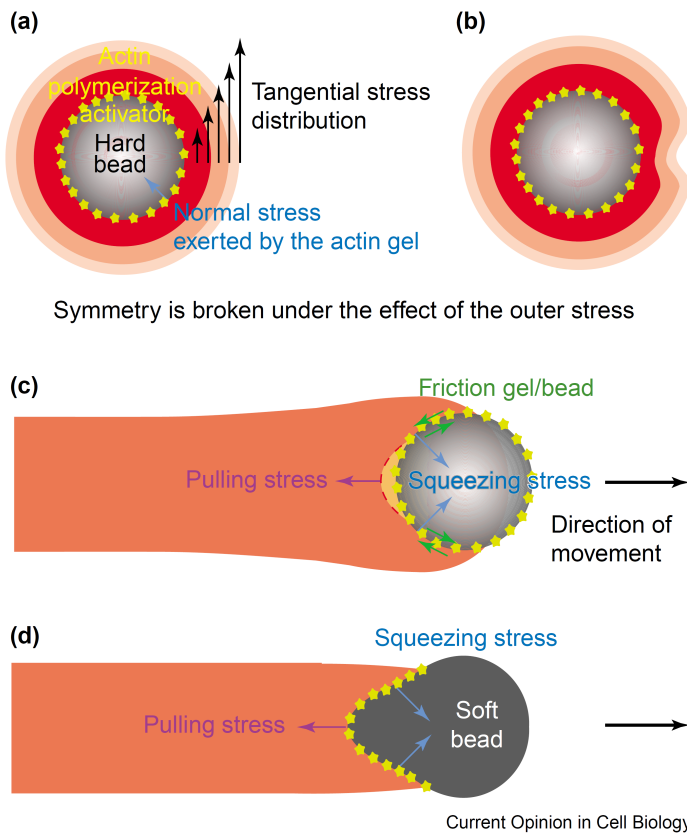 (a)
Actin
polymerization
activator
Hard
bead
Tangential stress
distribution
Normal stress
exerted by the actin gel
(b)
Symmetry is broken under the effect of the outer stress
(c)
Friction gel/bead
Pulling stress
Squeezing stress
Direction of
movement
(d)
Squeezing stress
Pulling stress
Soft
bead
Current Opinion in Cell Biology